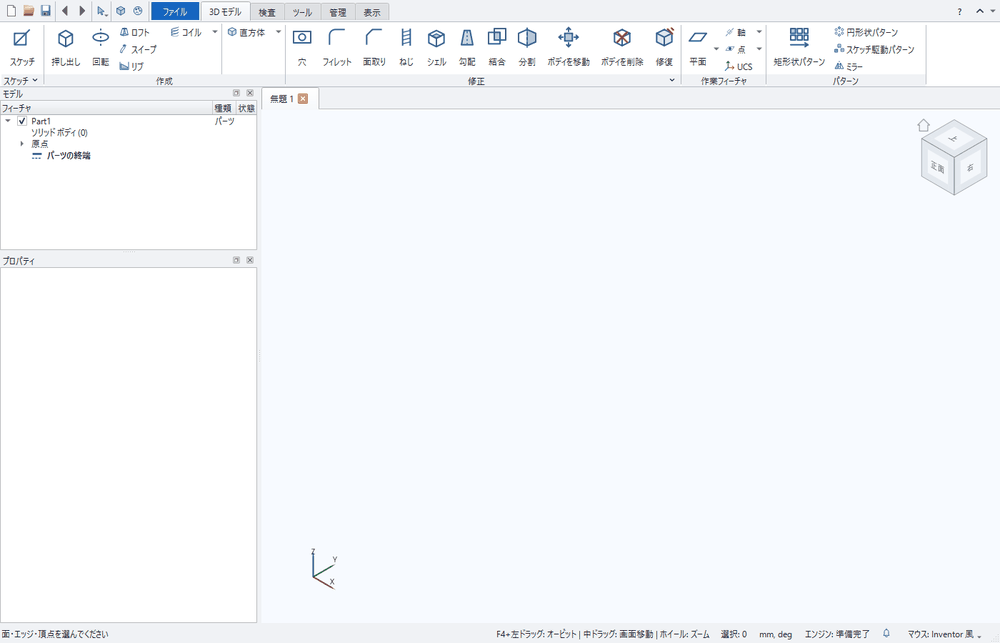 ファイル 3D モデル 検査 ツール 管理 表示 ?
スケッチ 押し出し 回転 ロフト スイープ リブ コイル 直方体 穴 フィレット 面取り ねじ シェル 勾配 結合 分割 ボディを移動 ボディを削除 修復 平面 軸 点 UCS 矩形状パターン 円形状パターン スケッチ駆動パターン ミラー
スケッチ 作成 修正 作業フィーチャ パターン
モデル
無題 1
フィーチャ 種類 状態
Part1 パーツ
ソリッド ボディ (0)
原点
パーツの終端
上
正面 右
プロパティ
Z
Y
X
面・エッジ・頂点を選んでください F4+左ドラッグ: オービット | 中ドラッグ: 画面移動 | ホイール: ズーム 選択: 0 mm, deg エンジン: 準備完了 マウス: Inventor 風